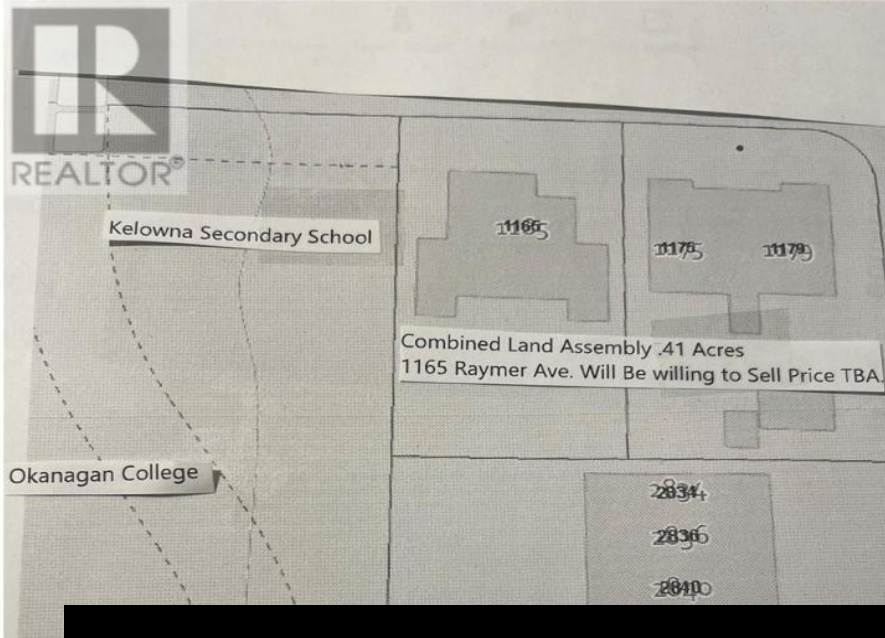 REALTOR®
Kelowna Secondary School
1165
1175
1179
Combined Land Assembly .41 Acres
1165 Raymer Ave. Will Be willing to Sell Price TBA.
Okanagan College
2834
2836
2840